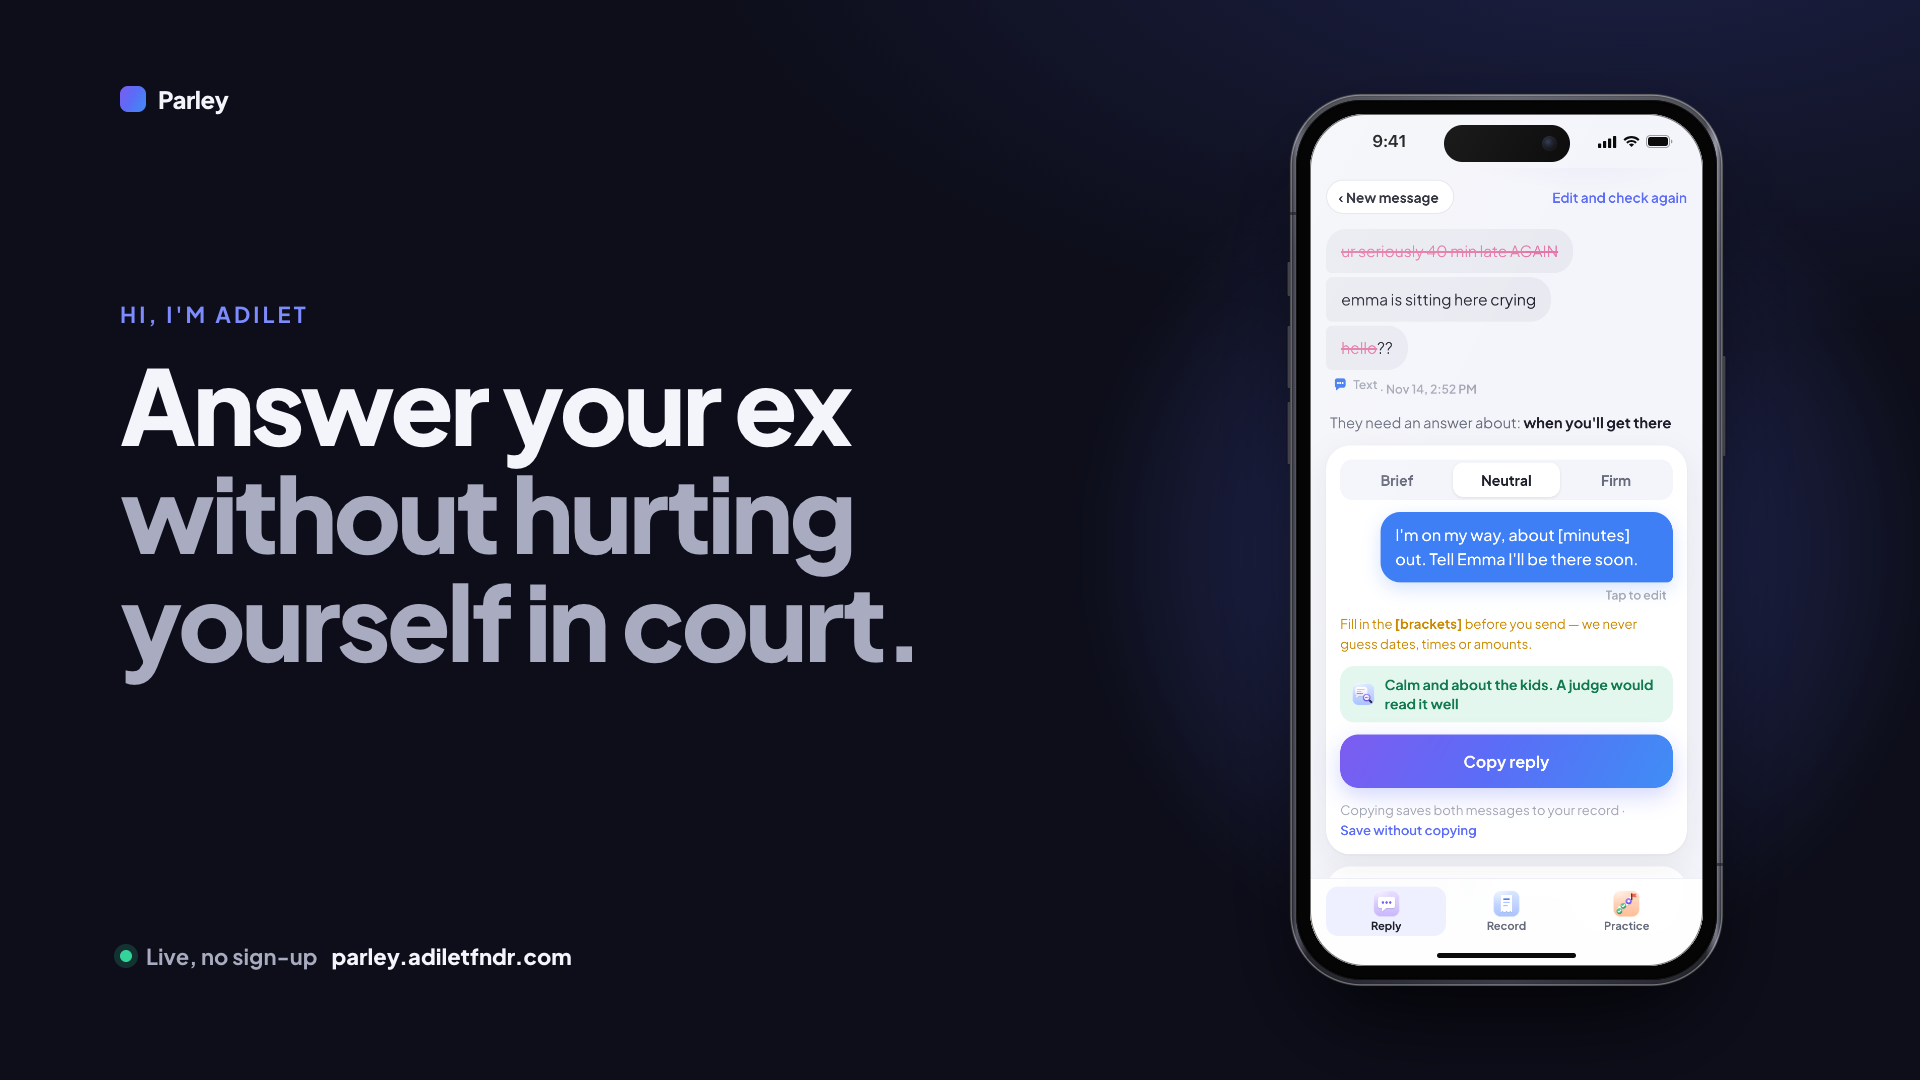 Parley
HI, I'M ADILET
Answer your ex
without hurting
yourself in court.
Live, no sign-up parley.adiletfndr.com
9:41
‹ New message
Edit and check again
ur seriously 40 min late AGAIN
emma is sitting here crying
hello??
Text · Nov 14, 2:52 PM
They need an answer about: when you'll get there
Brief
Neutral
Firm
I'm on my way, about [minutes]
out. Tell Emma I'll be there soon.
Tap to edit
Fill in the [brackets] before you send — we never
guess dates, times or amounts.
Calm and about the kids. A judge would
read it well
Copy reply
Copying saves both messages to your record ·
Save without copying
Reply
Record
Practice